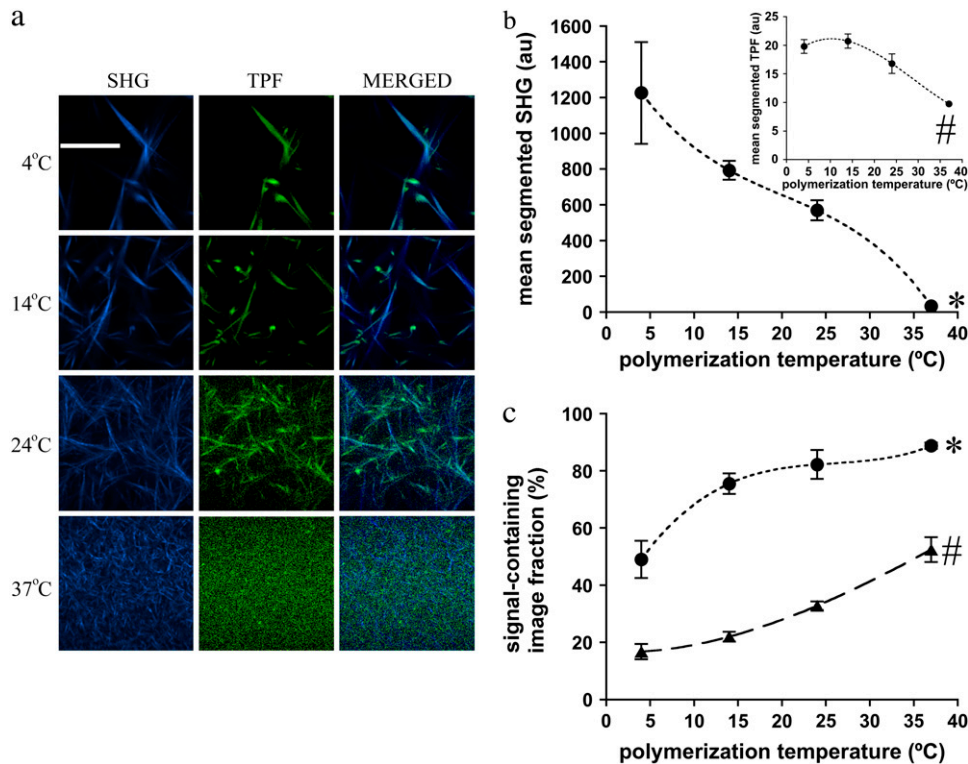 a
SHG TPF MERGED
4°C
14°C
24°C
37°C
b
mean segmented SHG (au)
1600
1400
1200
1000
800
600
400
200
0
0 5 10 15 20 25 30 35 40
polymerization temperature (ºC)
*
mean segmented TPF (au)
25
20
15
10
5
0
0 5 10 15 20 25 30 35 40
polymerization temperature (ºC)
#
c
signal-containing
image fraction (%)
100
80
60
40
20
0
0 5 10 15 20 25 30 35 40
polymerization temperature (ºC)
*
#